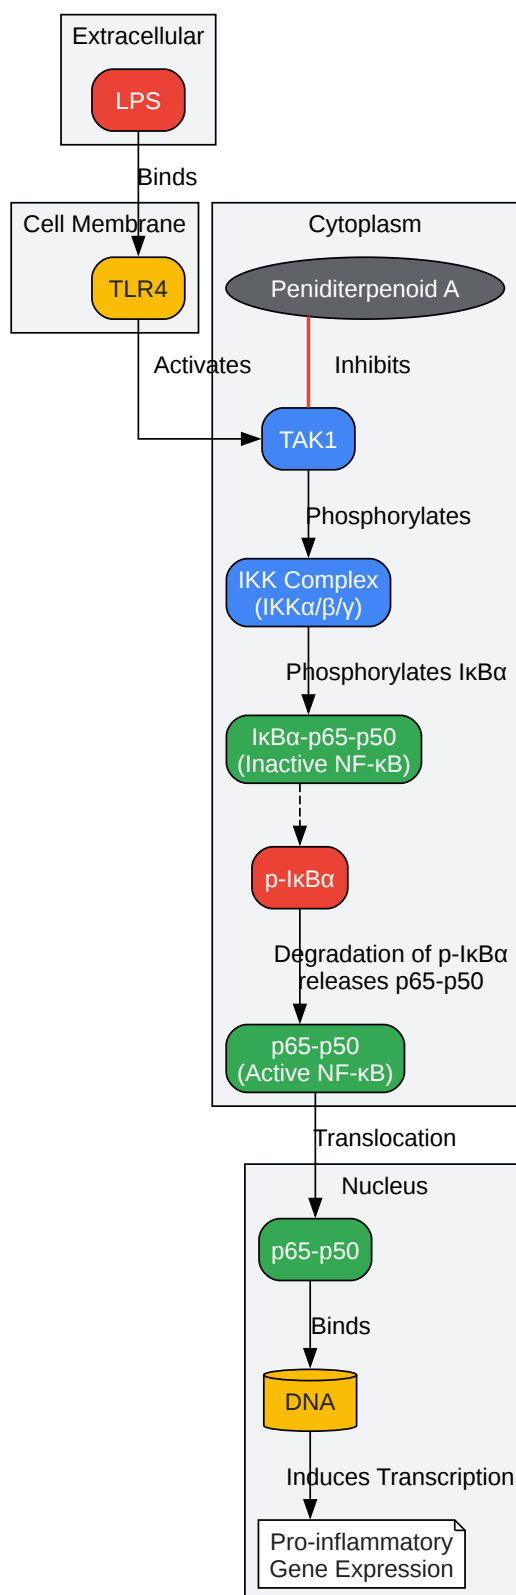 Extracellular
LPS
Binds
Cell Membrane
Cytoplasm
TLR4
Peniditerpenoid A
Activates
Inhibits
TAK1
Phosphorylates
IKK Complex
(IKKα/β/γ)
Phosphorylates IκBα
IκBα-p65-p50
(Inactive NF-κB)
p-IκBα
Degradation of p-IκBα
releases p65-p50
p65-p50
(Active NF-κB)
Translocation
Nucleus
p65-p50
Binds
DNA
Induces Transcription
Pro-inflammatory
Gene Expression